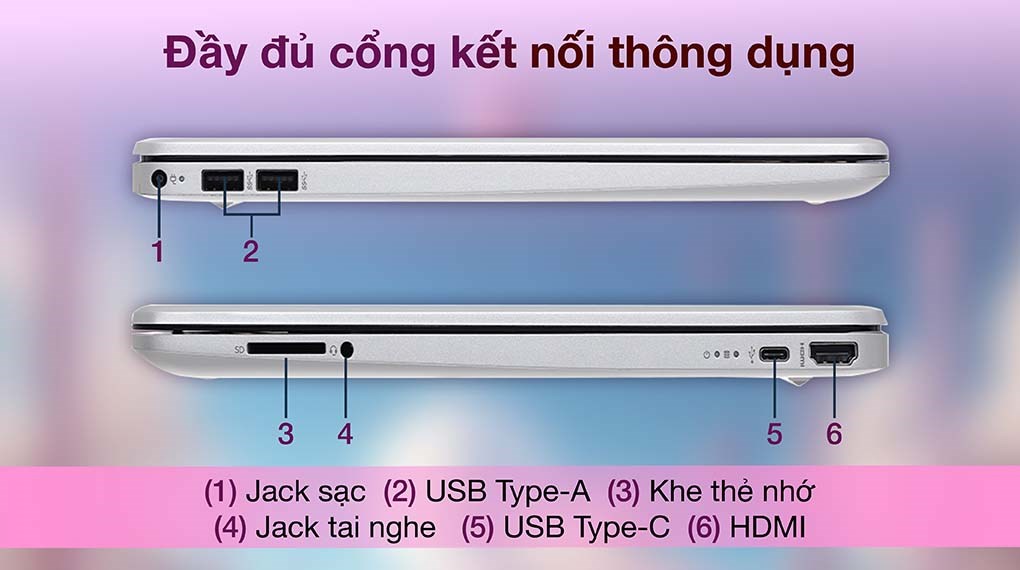 Đầy đủ cổng kết nối thông dụng
1
2
SD
HDMI
3
4
5
6
(1) Jack sạc (2) USB Type-A (3) Khe thẻ nhớ
(4) Jack tai nghe (5) USB Type-C (6) HDMI